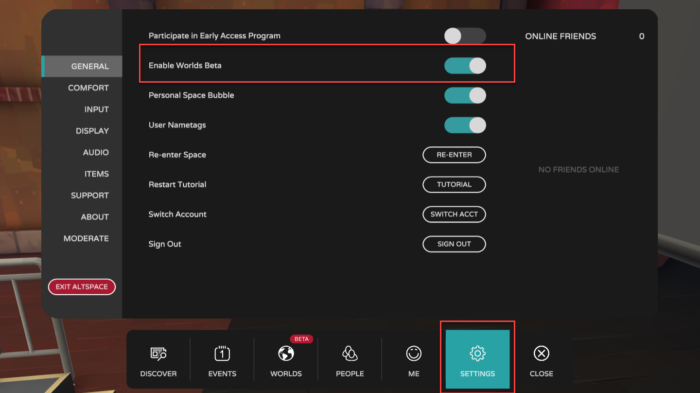 Participate in Early Access Program
ONLINE FRIENDS 0
GENERAL
Enable Worlds Beta
COMFORT
Personal Space Bubble
INPUT
DISPLAY
User Nametags
AUDIO
Re-enter Space
RE-ENTER
NO FRIENDS ONLINE
ITEMS
Restart Tutorial
TUTORIAL
SUPPORT
ABOUT
Switch Account
SWITCH ACCT
MODERATE
Sign Out
SIGN OUT
EXIT ALTSPACE
BETA
1
DISCOVER
EVENTS
WORLDS
PEOPLE
ME
SETTINGS
CLOSE